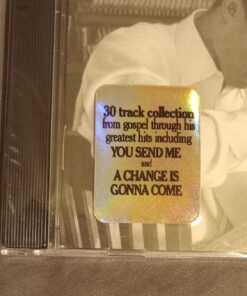 30 track collection
from gospel through his
greatest hits including
YOU SEND ME
and
A CHANGE IS
GONNA COME